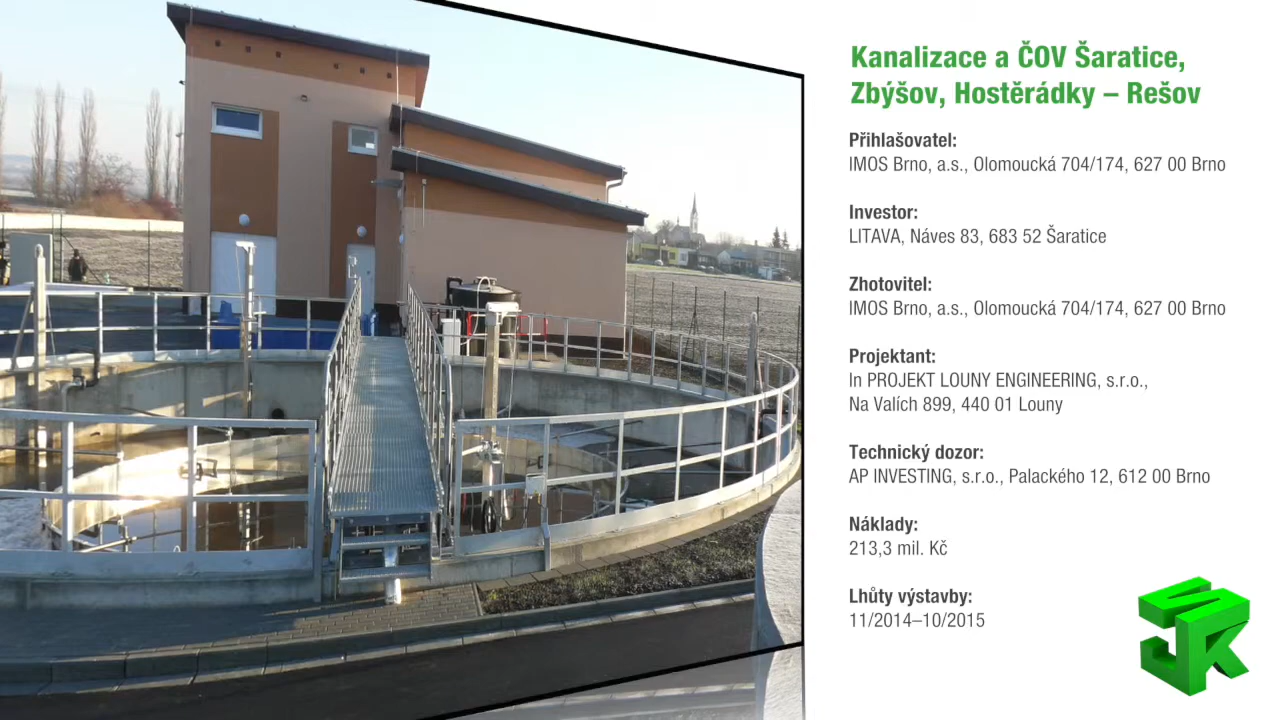 Kanalizace a ČOV Šaratice,
Zbýšov, Hostěrádky – Rešov
Přihlašovatel:
IMOS Brno, a.s., Olomoucká 704/174, 627 00 Brno
Investor:
LITAVA, Náves 83, 683 52 Šaratice
Zhotovitel:
IMOS Brno, a.s., Olomoucká 704/174, 627 00 Brno
Projektant:
In PROJEKT LOUNY ENGINEERING, s.r.o.,
Na Valích 899, 440 01 Louny
Technický dozor:
AP INVESTING, s.r.o., Palackého 12, 612 00 Brno
Náklady:
213,3 mil. Kč
Lhůty výstavby:
11/2014–10/2015